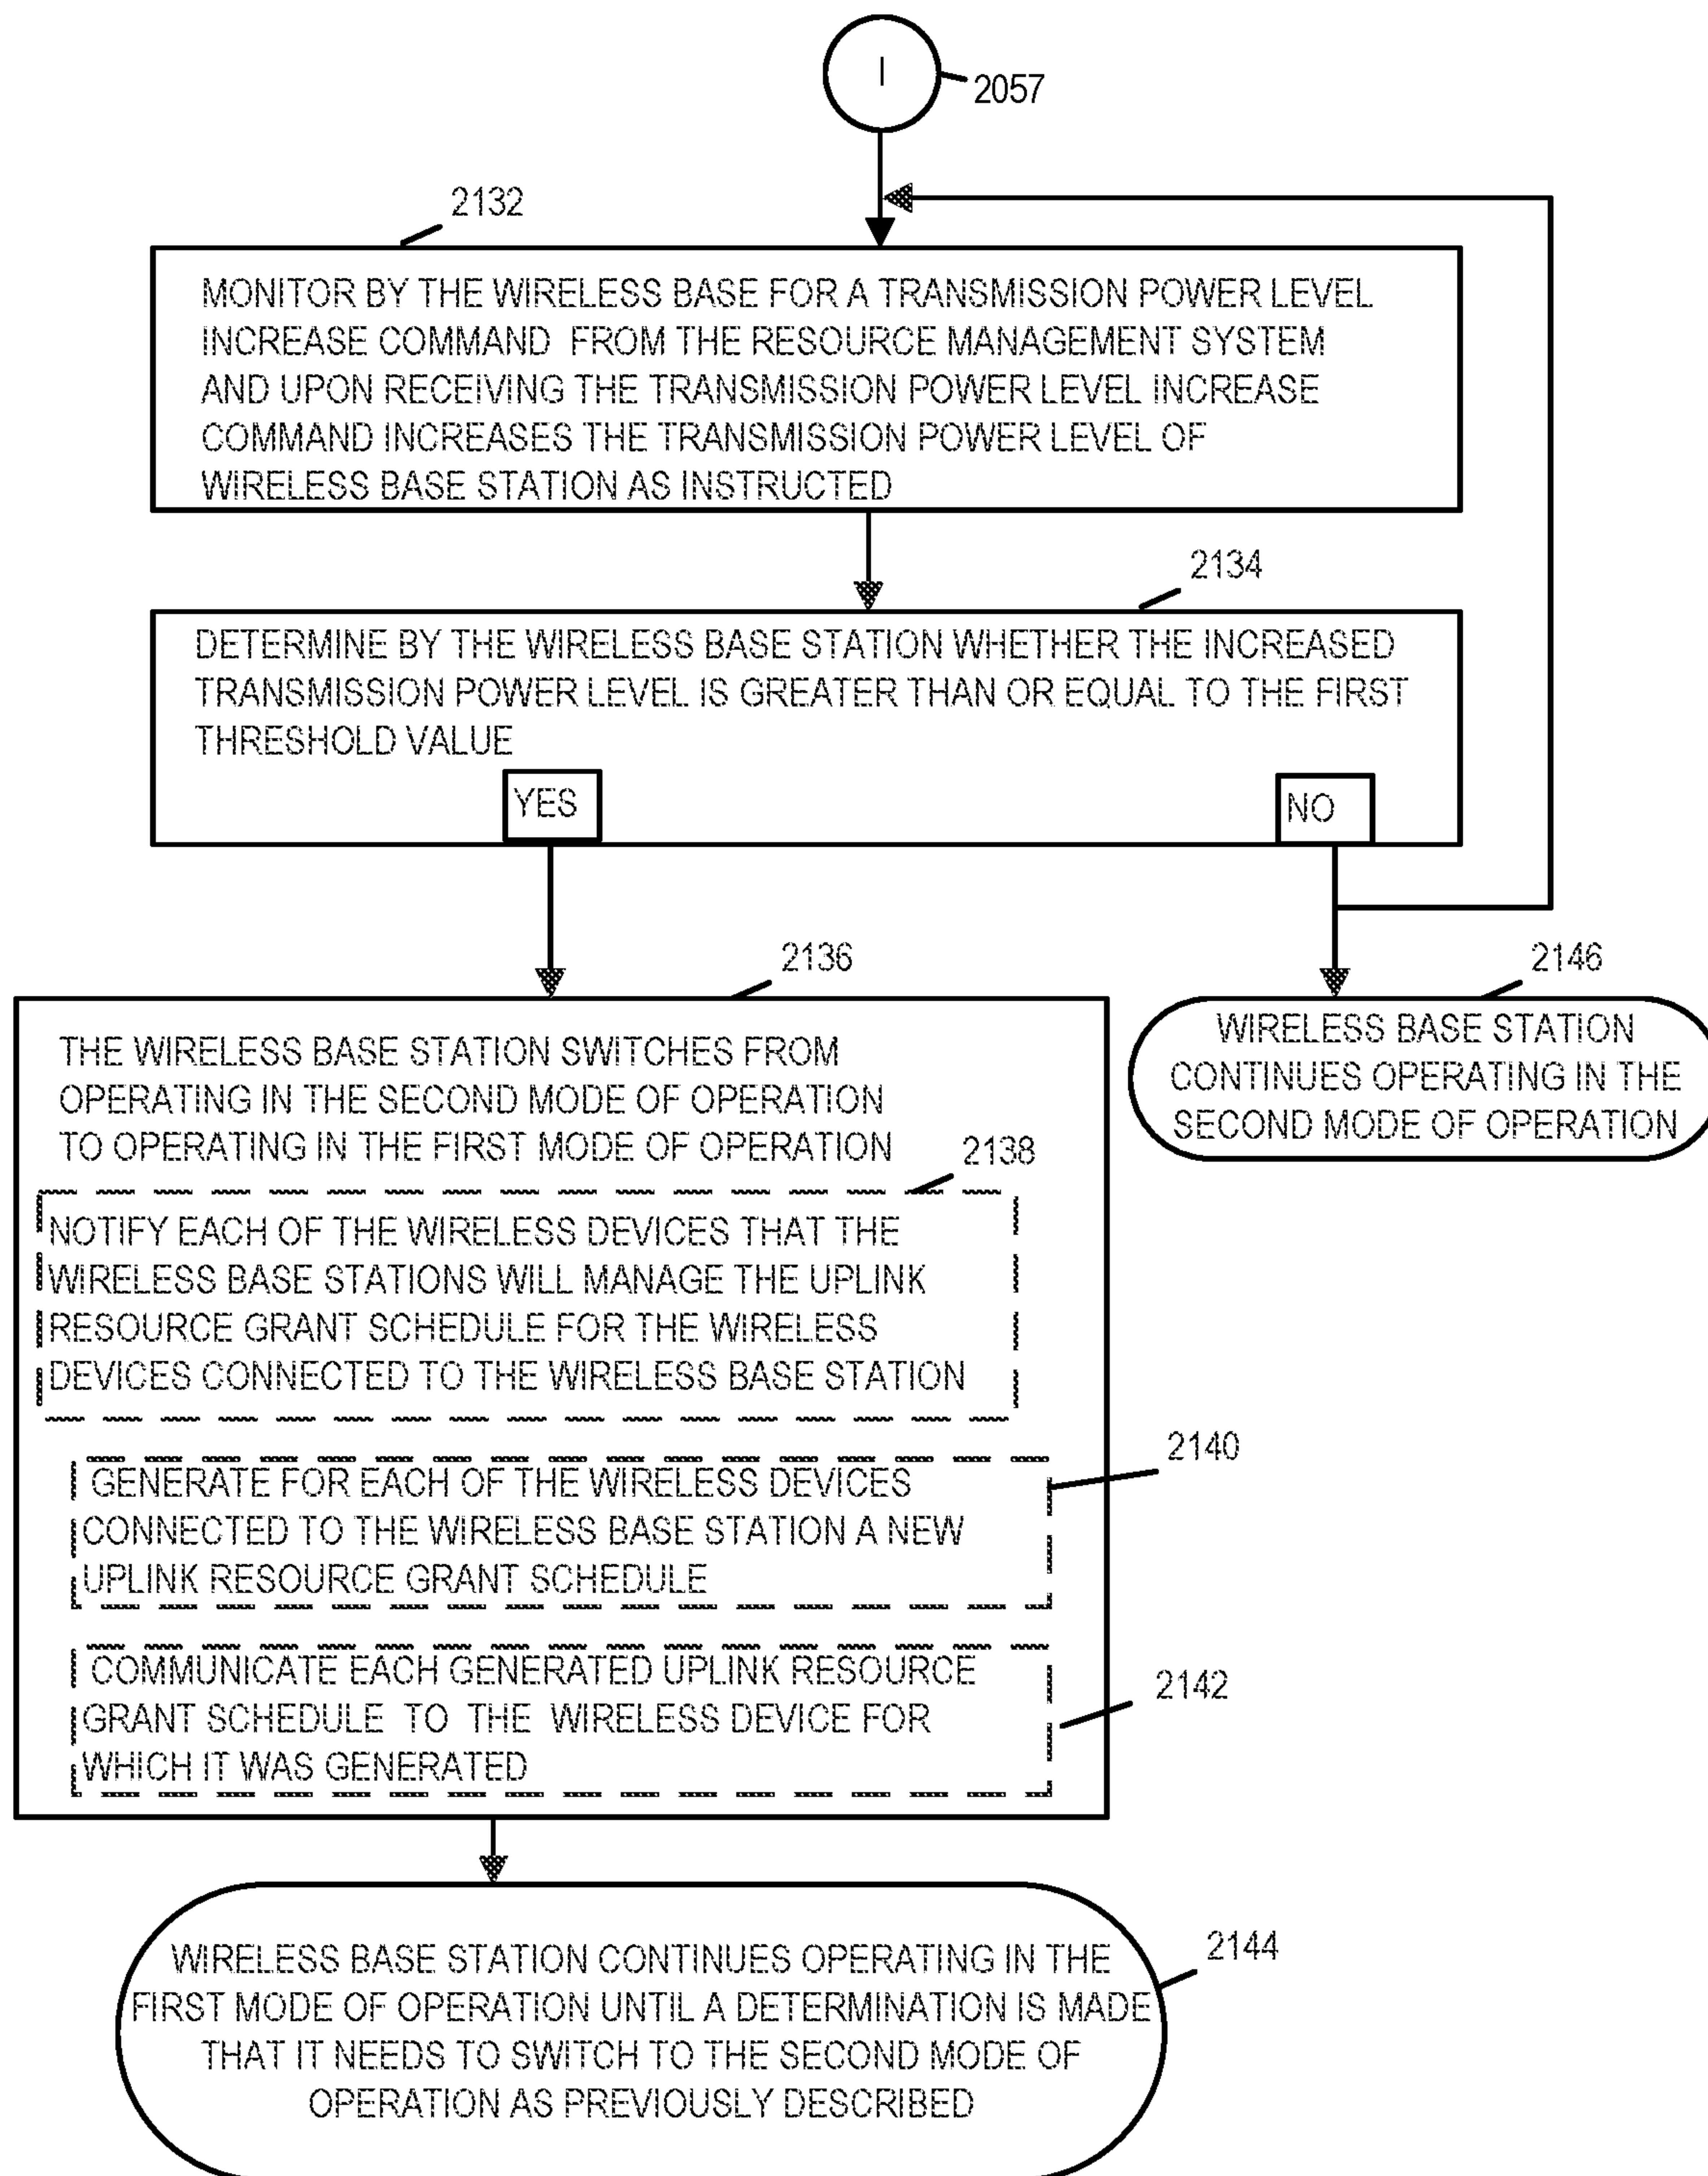 I
2057
2132
MONITOR BY THE WIRELESS BASE FOR A TRANSMISSION POWER LEVEL
INCREASE COMMAND FROM THE RESOURCE MANAGEMENT SYSTEM
AND UPON RECEIVING THE TRANSMISSION POWER LEVEL INCREASE
COMMAND INCREASES THE TRANSMISSION POWER LEVEL OF
WIRELESS BASE STATION AS INSTRUCTED
2134
DETERMINE BY THE WIRELESS BASE STATION WHETHER THE INCREASED
TRANSMISSION POWER LEVEL IS GREATER THAN OR EQUAL TO THE FIRST
THRESHOLD VALUE
YES
NO
2136
THE WIRELESS BASE STATION SWITCHES FROM
OPERATING IN THE SECOND MODE OF OPERATION
TO OPERATING IN THE FIRST MODE OF OPERATION
2138
NOTIFY EACH OF THE WIRELESS DEVICES THAT THE
WIRELESS BASE STATIONS WILL MANAGE THE UPLINK
RESOURCE GRANT SCHEDULE FOR THE WIRELESS
DEVICES CONNECTED TO THE WIRELESS BASE STATION
2140
GENERATE FOR EACH OF THE WIRELESS DEVICES
CONNECTED TO THE WIRELESS BASE STATION A NEW
UPLINK RESOURCE GRANT SCHEDULE
2142
COMMUNICATE EACH GENERATED UPLINK RESOURCE
GRANT SCHEDULE TO THE WIRELESS DEVICE FOR
WHICH IT WAS GENERATED
2146
WIRELESS BASE STATION
CONTINUES OPERATING IN THE
SECOND MODE OF OPERATION
2144
WIRELESS BASE STATION CONTINUES OPERATING IN THE
FIRST MODE OF OPERATION UNTIL A DETERMINATION IS MADE
THAT IT NEEDS TO SWITCH TO THE SECOND MODE OF
OPERATION AS PREVIOUSLY DESCRIBED